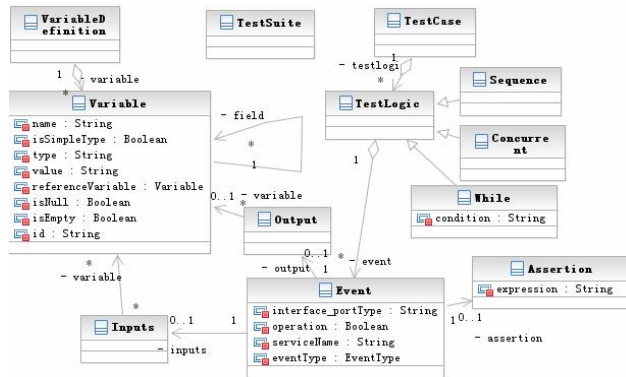 VariableD
efinition
TestSuite
TestCase
1
- variable
*
1
- testlogi
*
Variable
name : String
isSimpleType : Boolean
type : String
value : String
referenceVariable : Variable
isNull : Boolean
isEmpty : Boolean
id : String
- field
*
1
TestLogic
1
Sequence
Concurre
nt
While
condition : String
0..1
- variable
*
Output
0..1
- output
1
*
- event
*
- variable
*
Inputs
0..1
1
- inputs
Event
interface_portType : String
operation : Boolean
serviceName : String
eventType : EventType
1
0..1
- assertion
Assertion
expression : String